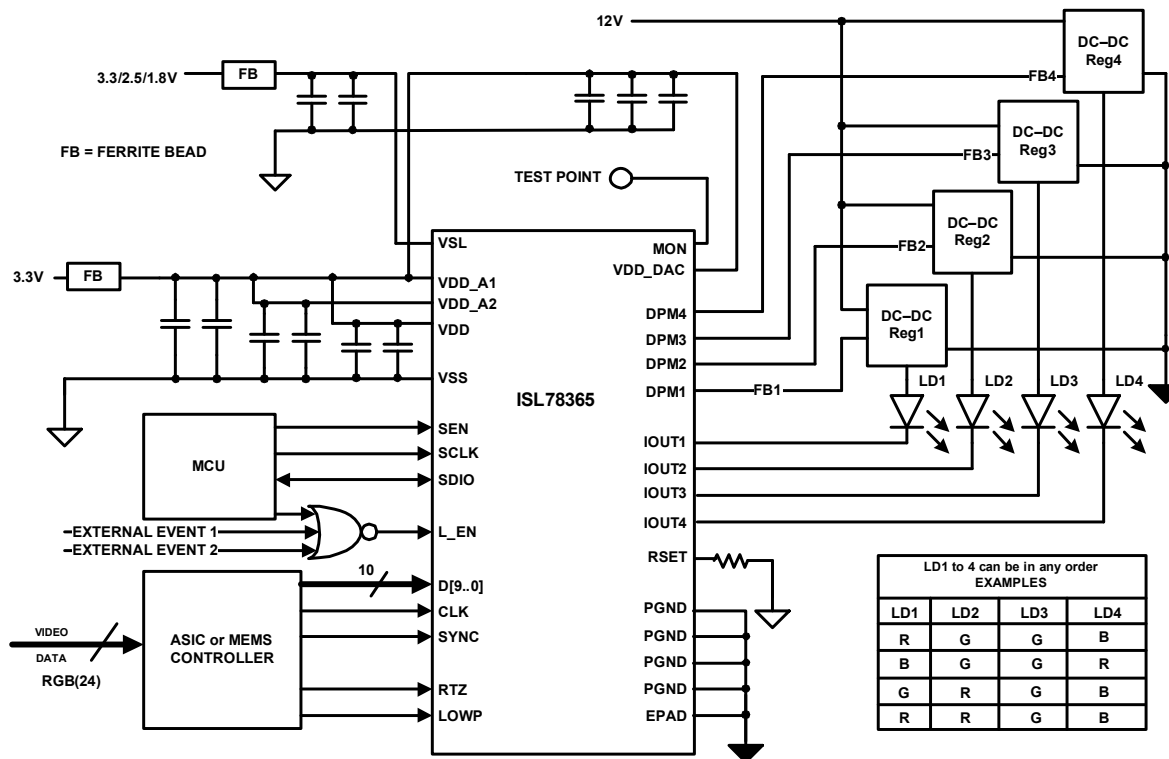 12V
DC–DC
Reg4
3.3/2.5/1.8V
FB
FB4
DC–DC
Reg3
FB = FERRITE BEAD
FB3
TEST POINT
DC–DC
Reg2
FB2
VSL
MON
3.3V
FB
VDD_A1
VDD_DAC
VDD_A2
VDD
DPM4
DC–DC
Reg1
DPM3
DPM2
VSS
DPM1
FB1
LD1
LD2
LD3
LD4
ISL78365
MCU
SEN
SCLK
SDIO
IOUT1
IOUT2
IOUT3
IOUT4
EXTERNAL EVENT 1
EXTERNAL EVENT 2
L_EN
RSET
10
D[9..0]
CLK
SYNC
RTZ
LOWP
VIDEO
DATA
RGB(24)
ASIC or MEMS
CONTROLLER
PGND
PGND
PGND
PGND
EPAD
LD1 to 4 can be in any order
EXAMPLES
LD1 LD2 LD3 LD4
R G G B
B G G R
G R G B
R R G B